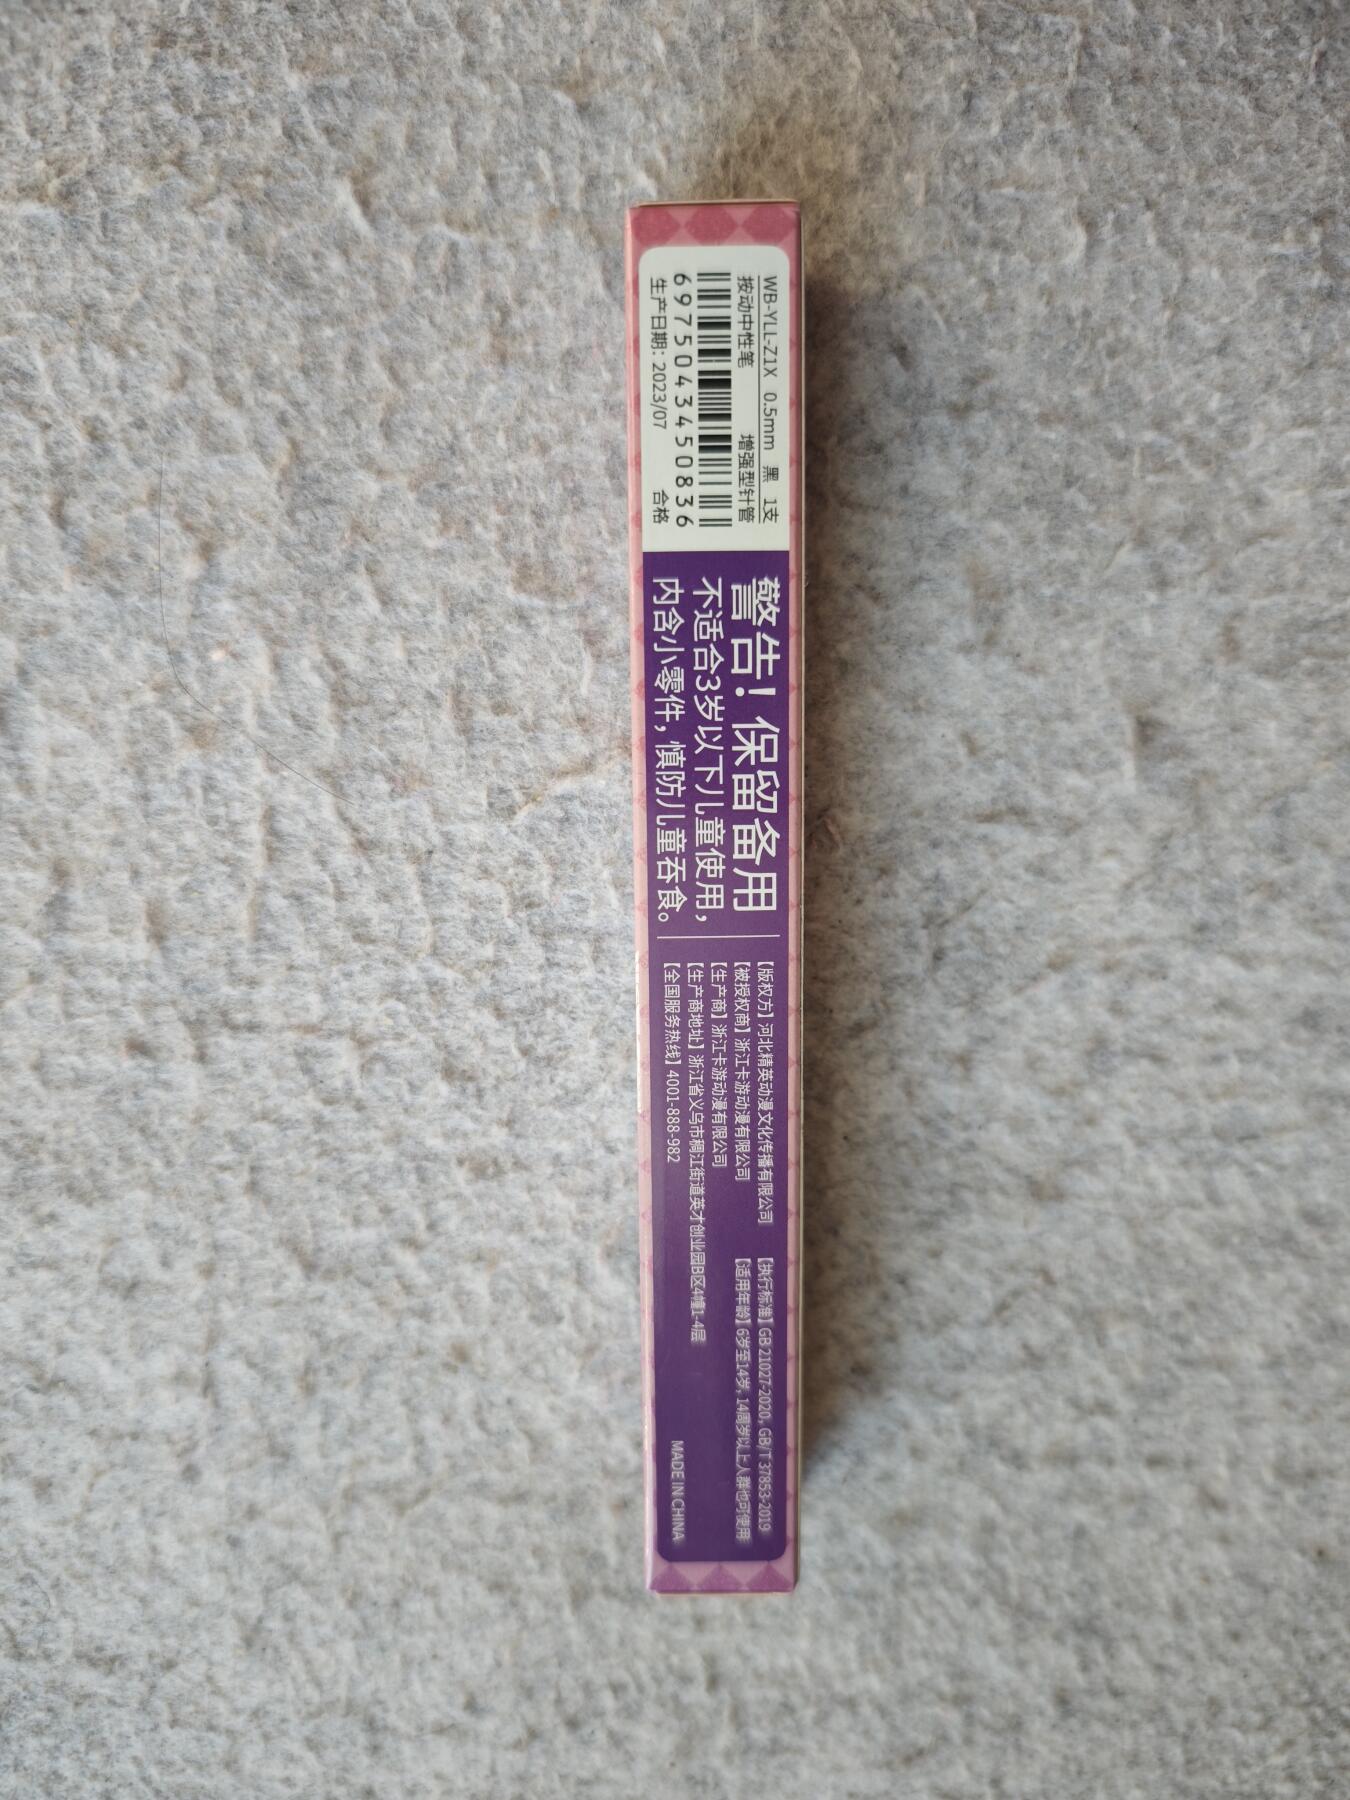 WB-YLL-Z1X 0.5mm 黑 1支
按动中性笔 增强型针管
6975043450836
生产日期：2023/07 合格
警告！保留备用
不适合3岁以下儿童使用，
内含小零件，慎防儿童吞食。
【版权方】河北精英动漫文化传播有限公司
【被授权商】浙江卡游动漫有限公司
【生产商】浙江卡游动漫有限公司
【生产商地址】浙江省义乌市稠江街道英才创业园B区4幢1-4层
【全国服务热线】4001-888-982
【执行标准】GB 21027-2020，GB/T 37853-2019
【适用年龄】6岁至14岁，14周岁以上人群也可使用
MADE IN CHINA